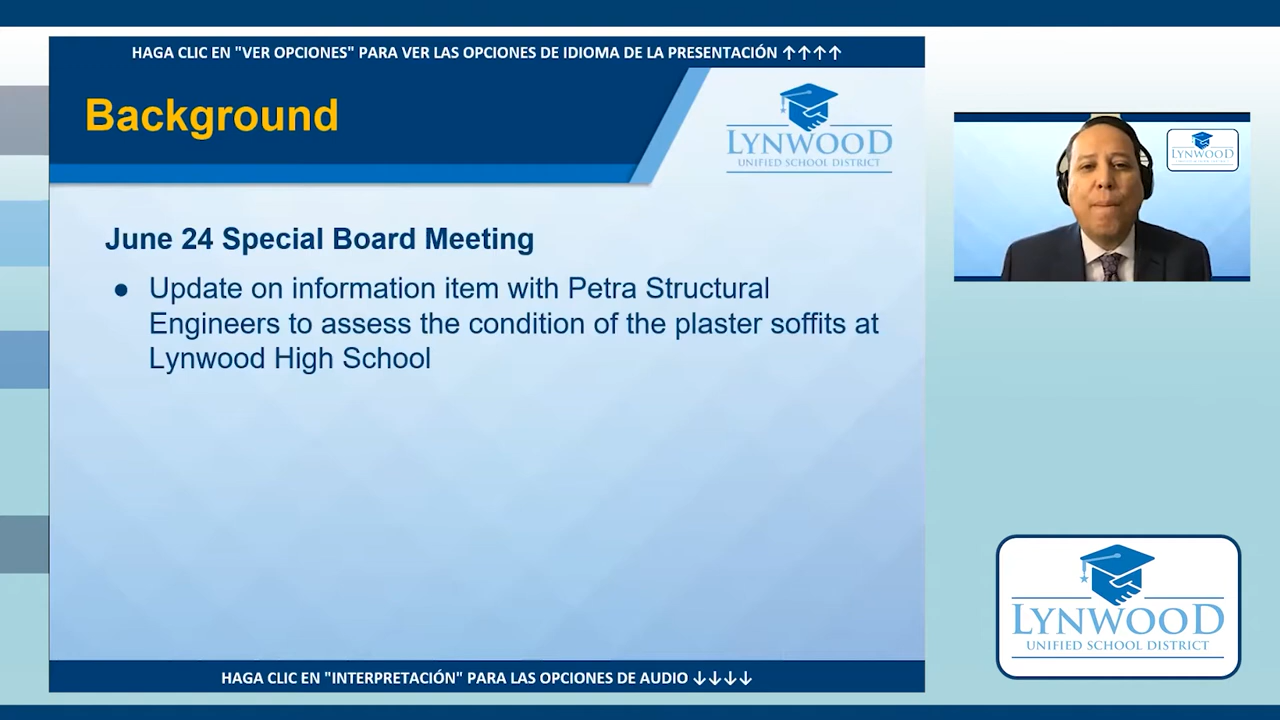 HAGA CLIC EN "VER OPCIONES" PARA VER LAS OPCIONES DE IDIOMA DE LA PRESENTACIÓN ↑↑↑↑
Background
LYNWOOD
UNIFIED SCHOOL DISTRICT
LYNWOOD
June 24 Special Board Meeting
● Update on information item with Petra Structural
Engineers to assess the condition of the plaster soffits at
Lynwood High School
LYNWOOD
UNIFIED SCHOOL DISTRICT
HAGA CLIC EN "INTERPRETACIÓN" PARA LAS OPCIONES DE AUDIO ↓↓↓↓